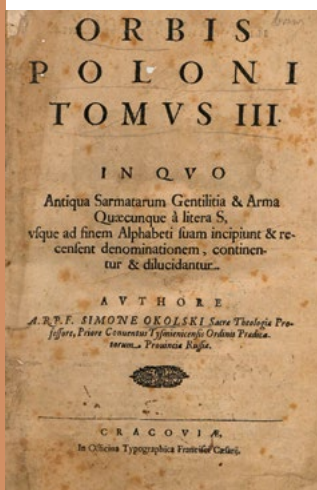 ORBIS
POLONI
TOMVS III.
IN QVO
Antiqua Sarmatarum Gentilitia & Arma
Quæcunque à litera S,
vsque ad finem Alphabeti suam incipiunt & re-
censent denominationem, continen-
tur & dilucidantur.
AVTHORE
A.R.P.F. SIMONE OKOLSKI Sacræ Theologiæ Pro-
fessore, Priore Conuentus Tysmienicensis Ordinis Prædica-
torum Prouinciæ Russiæ.
CRACOVIÆ,
In Officina Typographica Francisci Cæsarij.